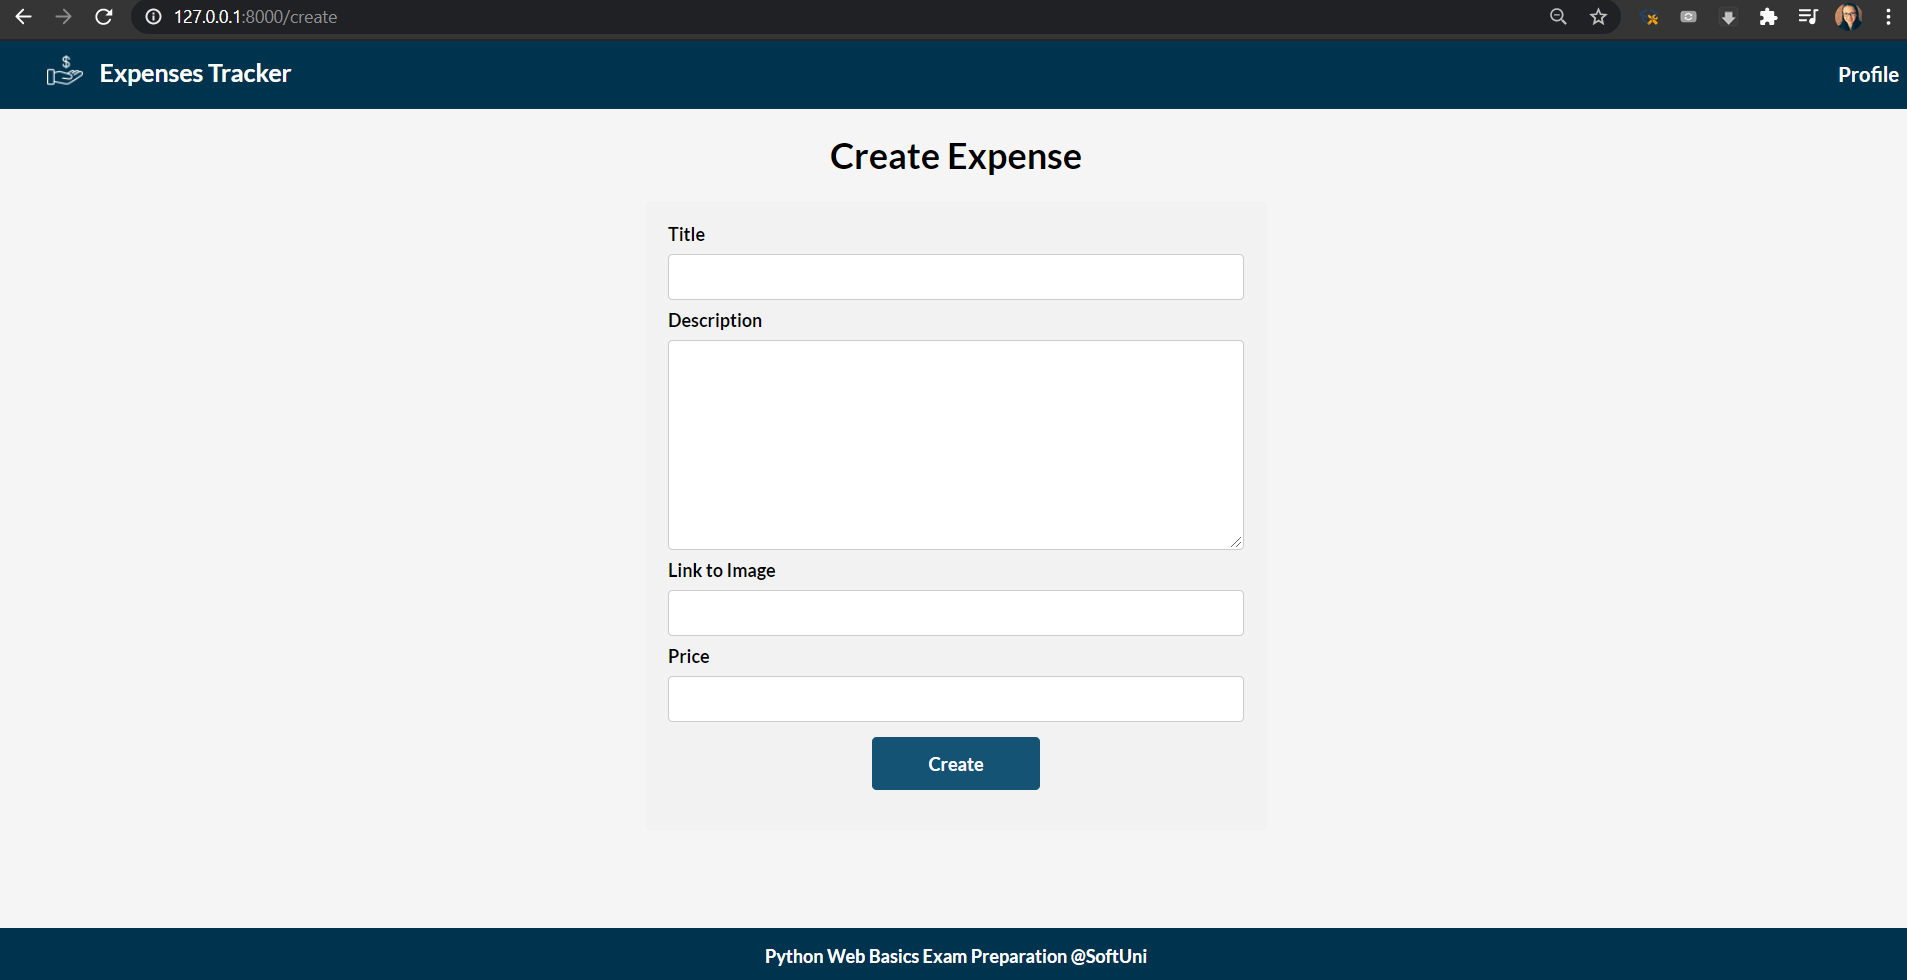 127.0.0.1:8000/create
$
Expenses Tracker
Profile
Create Expense
Title
Description
Link to Image
Price
Create
Python Web Basics Exam Preparation @SoftUni